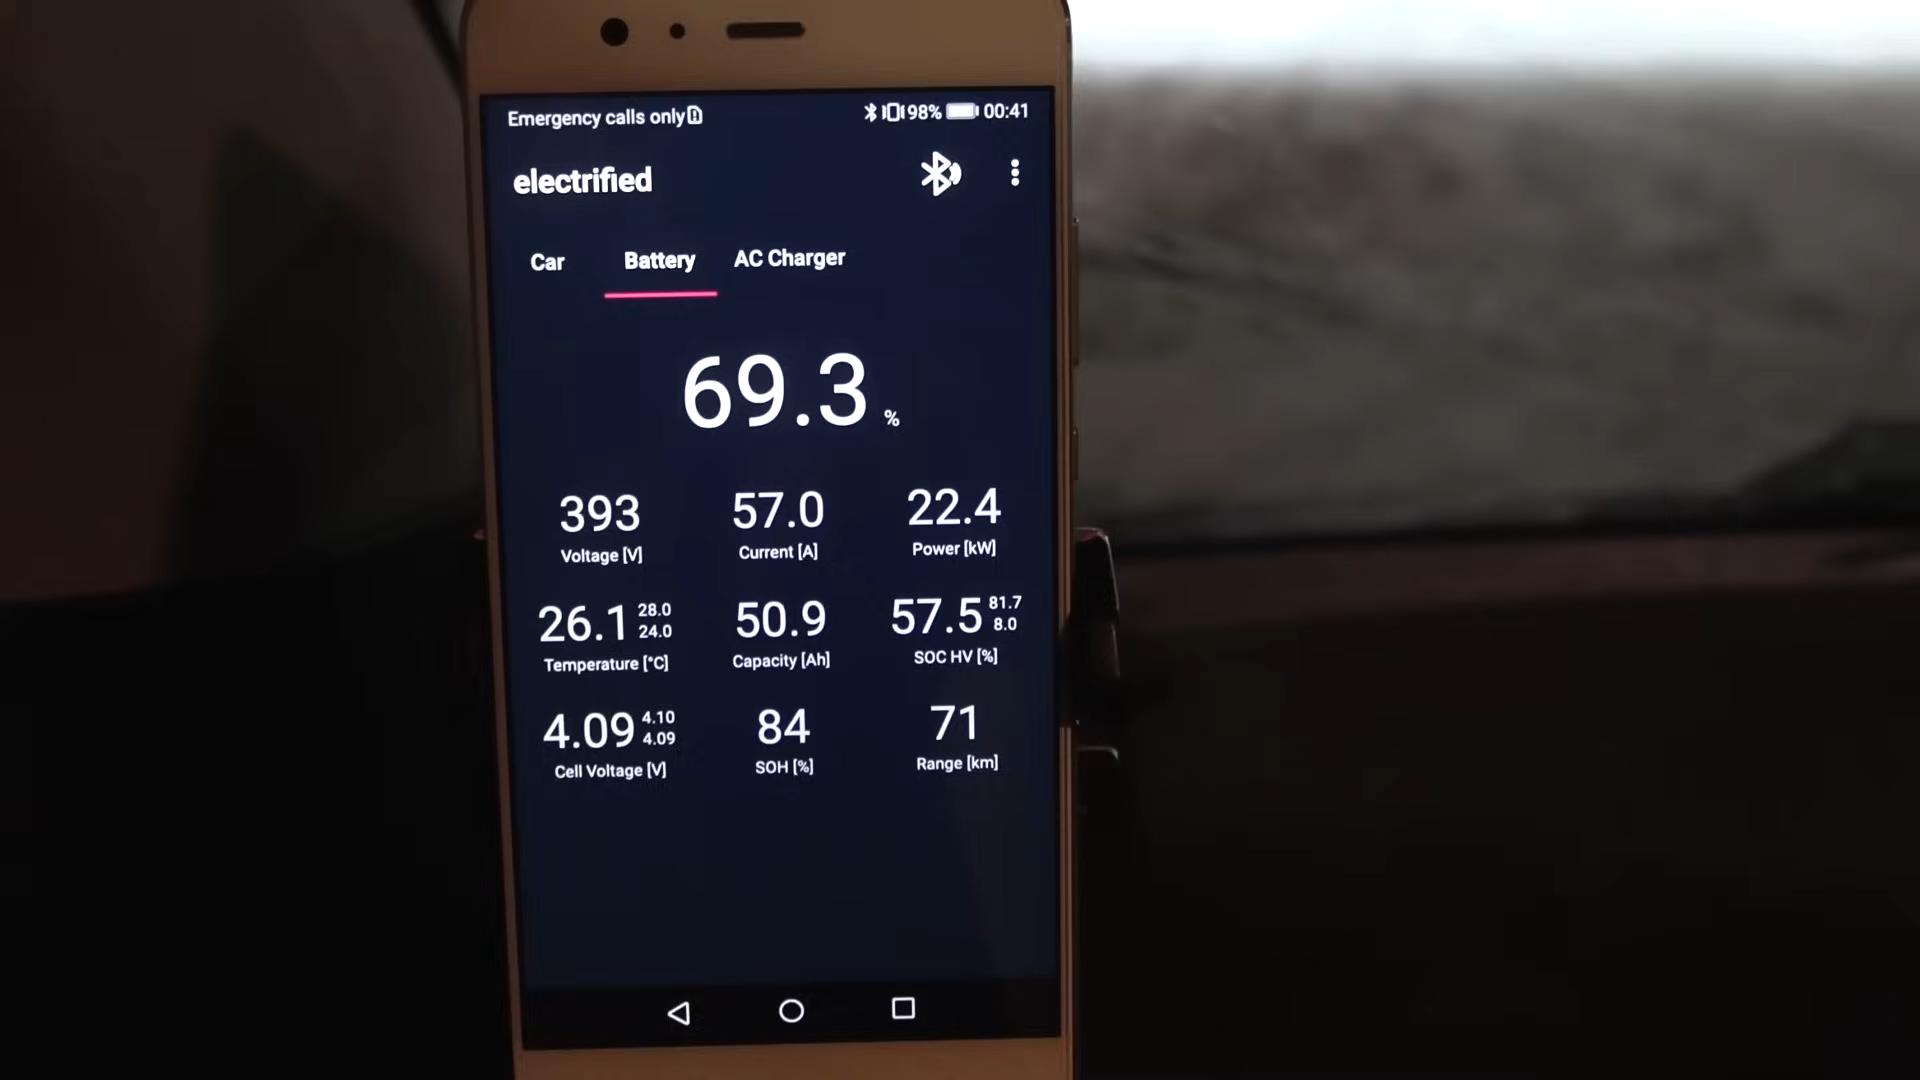 Emergency calls only 98% 00:41
electrified
Car Battery AC Charger
69.3 %
393 57.0 22.4
Voltage [V] Current [A] Power [kW]
26.1 28.0 24.0 50.9 57.5 81.7 8.0
Temperature [°C] Capacity [Ah] SOC HV [%]
4.09 4.10 4.09 84 71
Cell Voltage [V] SOH [%] Range [km]